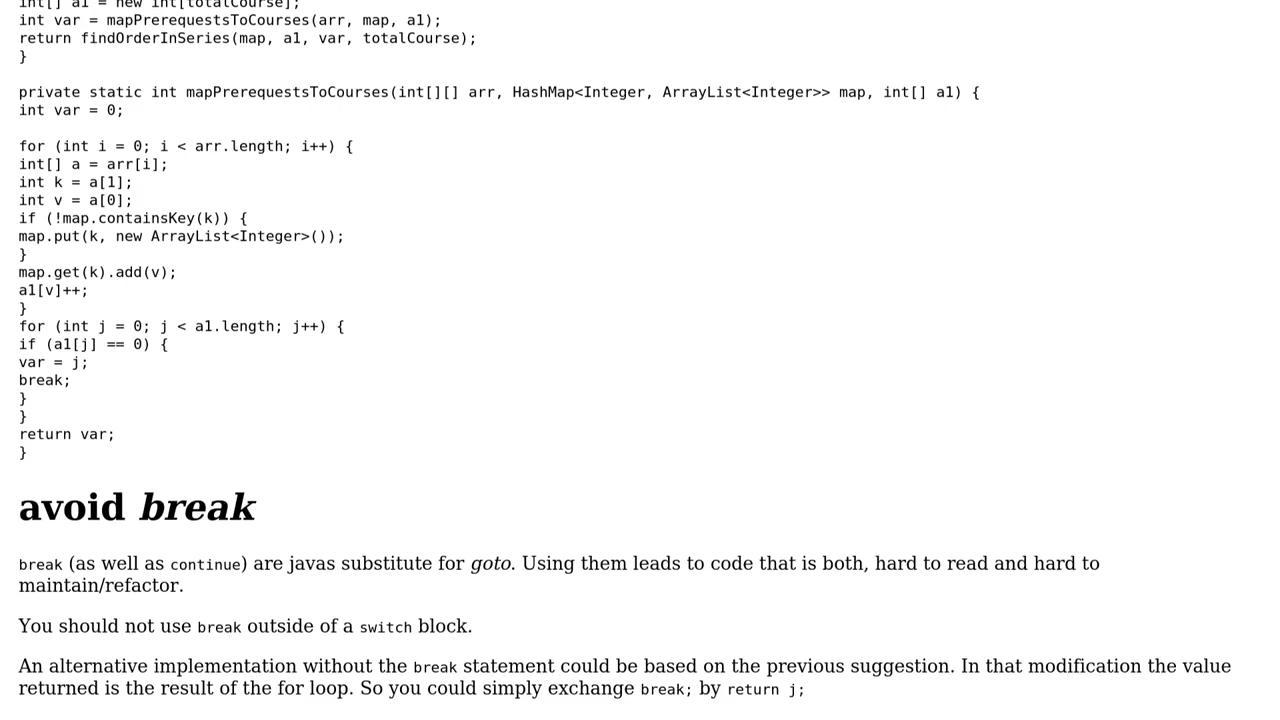 int[] a1 = new int[totalCourse];
int var = mapPrerequestsToCourses(arr, map, a1);
return findOrderInSeries(map, a1, var, totalCourse);
}
private static int mapPrerequestsToCourses(int[][] arr, HashMap<Integer, ArrayList<Integer>> map, int[] a1) {
int var = 0;
for (int i = 0; i < arr.length; i++) {
int[] a = arr[i];
int k = a[1];
int v = a[0];
if (!map.containsKey(k)) {
map.put(k, new ArrayList<Integer>());
}
map.get(k).add(v);
a1[v]++;
}
for (int j = 0; j < a1.length; j++) {
if (a1[j] == 0) {
var = j;
break;
}
}
return var;
}
avoid break
break (as well as continue) are javas substitute for goto. Using them leads to code that is both, hard to read and hard to
maintain/refactor.
You should not use break outside of a switch block.
An alternative implementation without the break statement could be based on the previous suggestion. In that modification the value
returned is the result of the for loop. So you could simply exchange break; by return j;